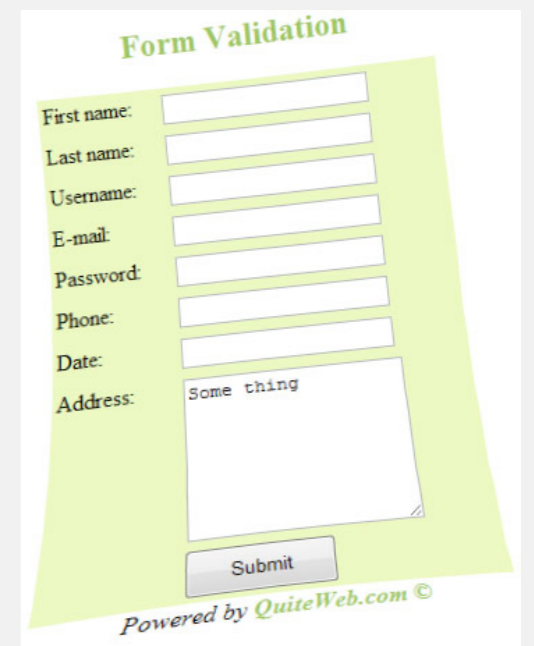 Form Validation
First name:
Last name:
Username:
E-mail:
Password:
Phone:
Date:
Address:
Some thing
Submit
Powered by QuiteWeb.com ©